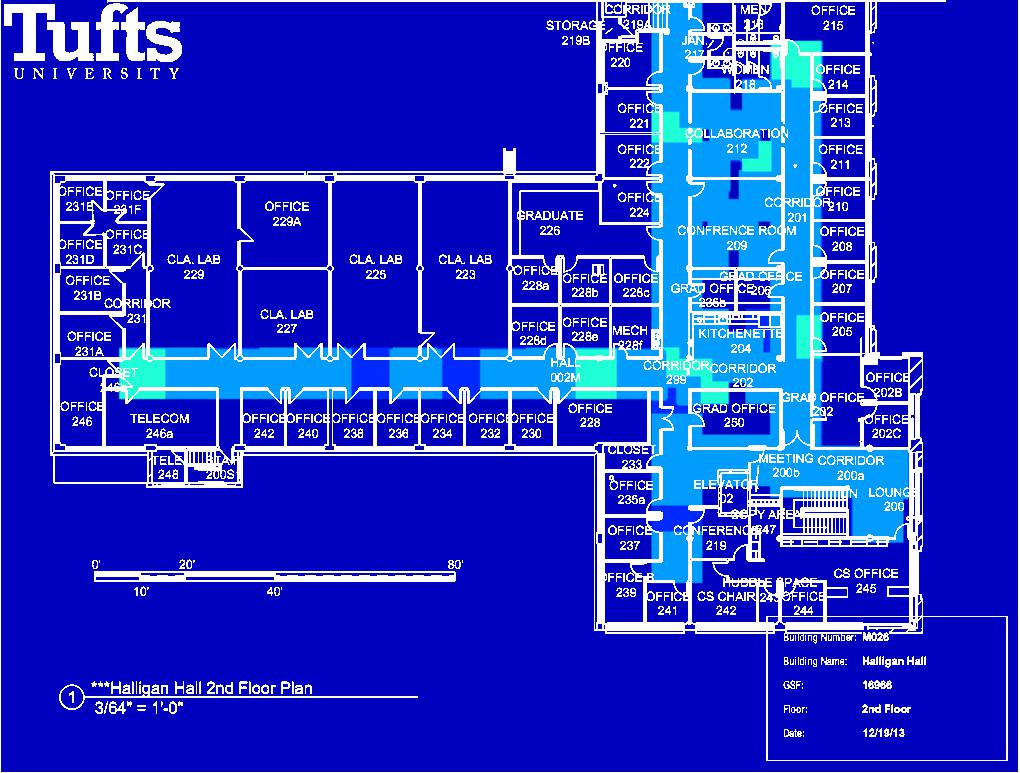 Tufts
UNIVERSITY
CORRIDOR
219A
STORAGE
219B
MEN
216
OFFICE
215
JAN
217
OFFICE
220
WOMEN
218
OFFICE
214
OFFICE
221
OFFICE
213
COLLABORATION
212
OFFICE
222
OFFICE
211
OFFICE
224
CORRIDOR
201
OFFICE
210
OFFICE
231E
OFFICE
231F
OFFICE
229A
GRADUATE
226
CONFRENCE ROOM
209
OFFICE
208
OFFICE
231D
OFFICE
231C
CLA. LAB
229
CLA. LAB
225
CLA. LAB
223
OFFICE
228a
OFFICE
228b
OFFICE
228c
GRAD OFFICE
206
GRAD OFFICE
OFFICE
207
OFFICE
231B
CORRIDOR
231
CLA. LAB
227
OFFICE
228d
OFFICE
228e
MECH
228f
KITCHENETTE
204
OFFICE
205
OFFICE
231A
CLOSET
HALL
002M
CORRIDOR
299
CORRIDOR
202
OFFICE
202B
OFFICE
246
TELECOM
246a
OFFICE
242
OFFICE
240
OFFICE
238
OFFICE
236
OFFICE
234
OFFICE
232
OFFICE
230
OFFICE
228
GRAD OFFICE
250
GRAD OFFICE
202
OFFICE
202C
TELE
248
200S
CLOSET
233
MEETING
200b
CORRIDOR
200a
OFFICE
235a
ELEVATOR
02
LOUNG
200
COPY AREA
247
OFFICE
237
CONFERENCE
219
OFFICE B
239
OFFICE
241
CS CHAIR
242
HUBBLE SPACE
243
OFFICE
244
CS OFFICE
245
0' 20' 80'
10' 40'
1 ***Halligan Hall 2nd Floor Plan
3/64" = 1'-0"
Building Number: M026
Building Name: Halligan Hall
GSF: 16966
Floor: 2nd Floor
Date: 12/19/13